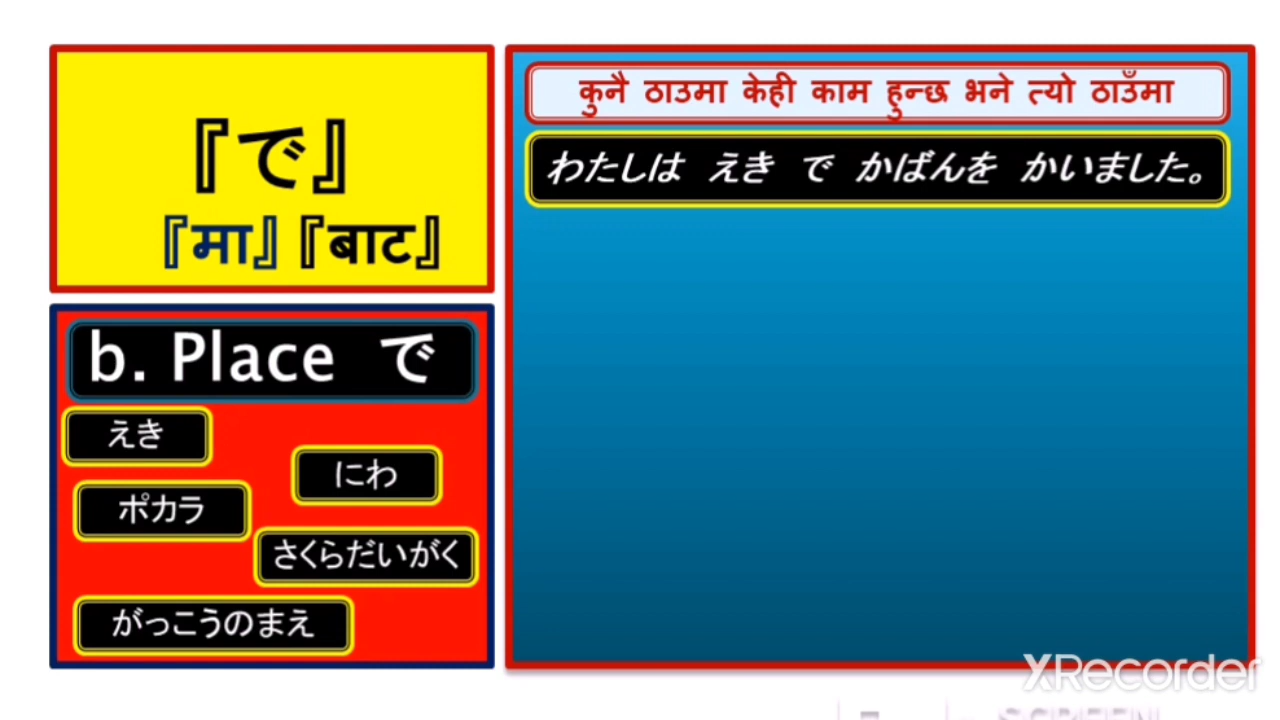 『で』
『मा』『बाट』
b. Place で
えき
にわ
ポカラ
さくらだいがく
がっこうのまえ
कुनै ठाउमा केही काम हुन्छ भने त्यो ठाउँमा
わたしは えき で かばんを かいました。
XRecorder